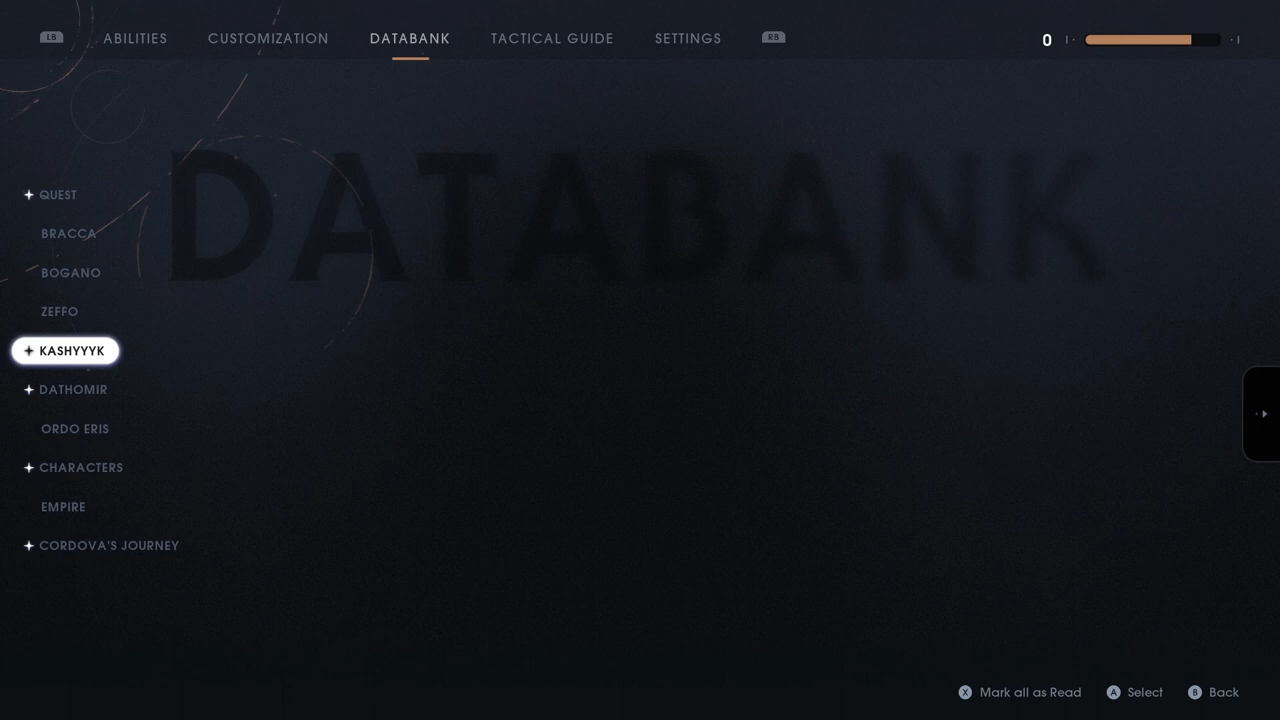 LB ABILITIES CUSTOMIZATION DATABANK TACTICAL GUIDE SETTINGS RB 0
DATABANK
QUEST
BRACCA
BOGANO
ZEFFO
KASHYYYK
DATHOMIR
ORDO ERIS
CHARACTERS
EMPIRE
CORDOVA'S JOURNEY
X Mark all as Read A Select B Back